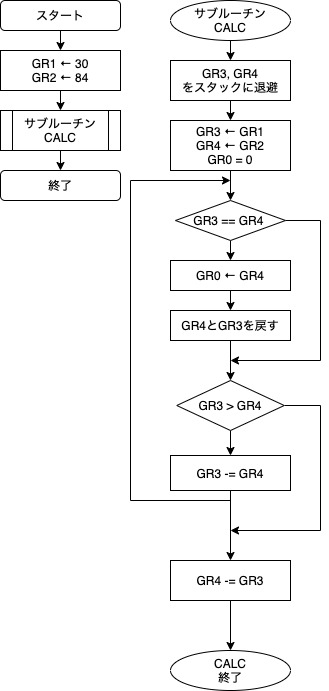 スタート
GR1 ← 30
GR2 ← 84
サブルーチン
CALC
終了
サブルーチン
CALC
GR3, GR4
をスタックに退避
GR3 ← GR1
GR4 ← GR2
GR0 = 0
GR3 == GR4
GR0 ← GR4
GR4とGR3を戻す
GR3 > GR4
GR3 -= GR4
GR4 -= GR3
CALC
終了